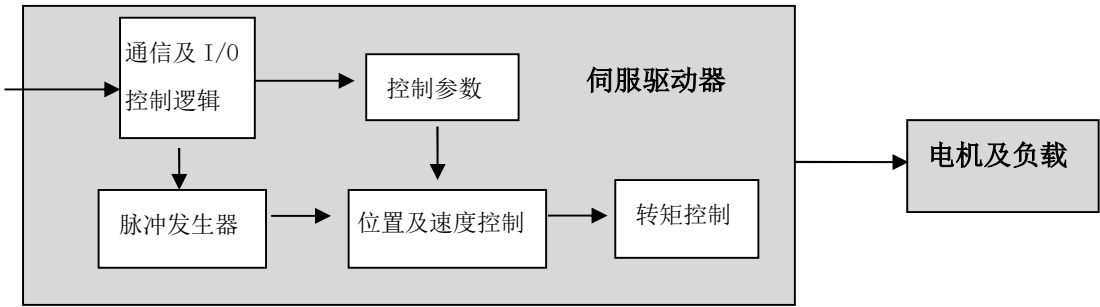 通信及 I/O
控制逻辑
控制参数
伺服驱动器
电机及负载
脉冲发生器
位置及速度控制
转矩控制